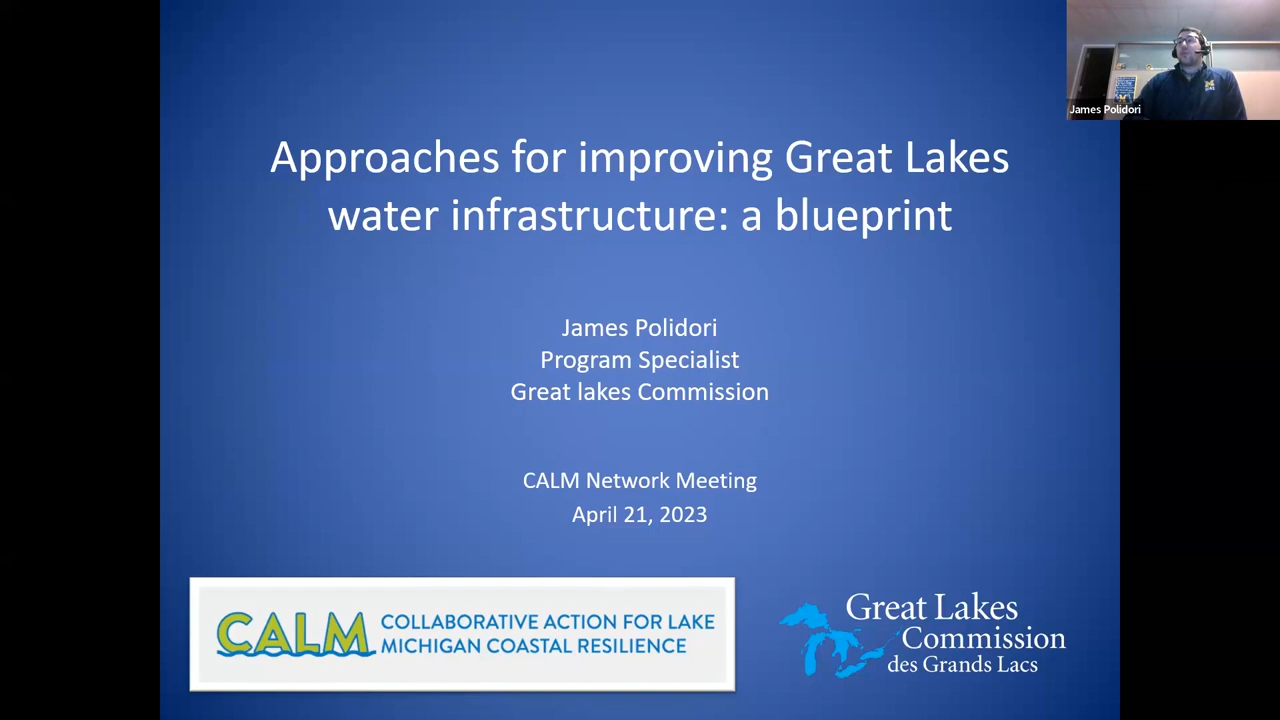 James Polidori
Approaches for improving Great Lakes
water infrastructure: a blueprint
James Polidori
Program Specialist
Great lakes Commission
CALM Network Meeting
April 21, 2023
CALM
COLLABORATIVE ACTION FOR LAKE
MICHIGAN COASTAL RESILIENCE
Great Lakes
Commission
des Grands Lacs